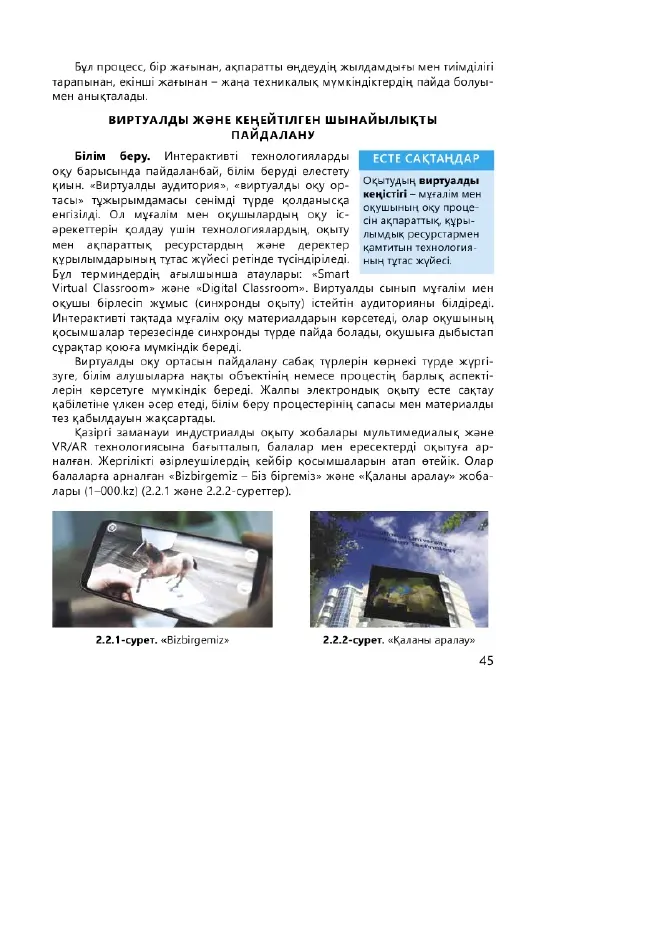 Бұл процесс, бір жағынан, ақпаратты өңдеудің жылдамдығы мен тиімділігі
тарапынан, екінші жағынан – жаңа техникалық мүмкіндіктердің пайда болуы-
мен анықталады.
ВИРТУАЛДЫ ЖӘНЕ КЕҢЕЙТІЛГЕН ШЫНАЙЫЛЫҚТЫ
ПАЙДАЛАНУ
Білім беру. Интерактивті технологияларды
оқу барысында пайдаланбай, білім беруді елестету
қиын. «Виртуалды аудитория», «виртуалды оқу ор-
тасы» тұжырымдамасы сенімді түрде қолданысқа
енгізілді. Ол мұғалім мен оқушылардың оқу іс-
әрекеттерін қолдау үшін технологиялардың, оқыту
мен ақпараттық ресурстардың және деректер
құрылымдарының тұтас жүйесі ретінде түсіндіріледі.
Бұл терминдердің ағылшынша атаулары: «Smart
Virtual Classroom» және «Digital Classroom». Виртуалды сынып мұғалім мен
оқушы бірлесіп жұмыс (синхронды оқыту) істейтін аудиторияны білдіреді.
Интерактивті тақтада мұғалім оқу материалдарын көрсетеді, олар оқушының
қосымшалар терезесінде синхронды түрде пайда болады, оқушыға дыбыстап
сұрақтар қоюға мүмкіндік береді.
ЕСТЕ САҚТАҢДАР
Оқытудың виртуалды
кеңістігі – мұғалім мен
оқушының оқу проце-
сін ақпараттық, құры-
лымдық ресурстармен
қамтитын технология-
ның тұтас жүйесі.
Виртуалды оқу ортасын пайдалану сабақ түрлерін көрнекі түрде жүргі-
зуге, білім алушыларға нақты объектінің немесе процестің барлық аспекті-
лерін көрсетуге мүмкіндік береді. Жалпы электрондық оқыту есте сақтау
қабілетіне үлкен әсер етеді, білім беру процестерінің сапасы мен материалды
тез қабылдауын жақсартады.
Қазіргі заманауи индустриалды оқыту жобалары мультимедиалық және
VR/AR технологиясына бағытталып, балалар мен ересектерді оқытуға ар-
налған. Жергілікті әзірлеушілердің кейбір қосымшаларын атап өтейік. Олар
балаларға арналған «Bizbirgemiz – Біз біргеміз» және «Қаланы аралау» жоба-
лары (1–000.kz) (2.2.1 және 2.2.2-суреттер).
2.2.1-сурет. «Bizbirgemiz»
2.2.2-сурет. «Қаланы аралау»
45